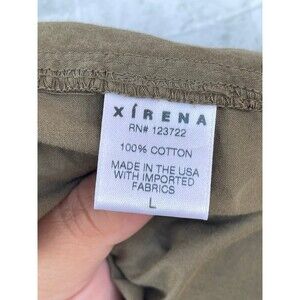 XÍRENA
RN# 123722
100% COTTON
MADE IN THE USA
WITH IMPORTED
FABRICS
L